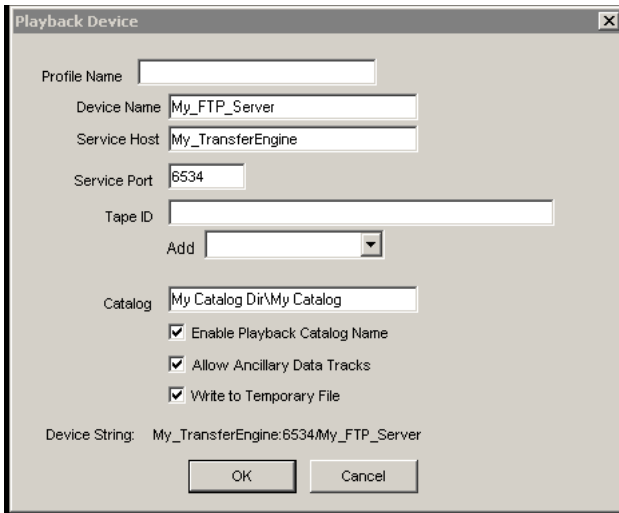 Playback Device
Profile Name
Device Name My_FTP_Server
Service Host My_TransferEngine
Service Port 6534
Tape ID
Add
Catalog My Catalog Dir\My Catalog
Enable Playback Catalog Name
Allow Ancillary Data Tracks
Write to Temporary File
Device String: My_TransferEngine:6534/My_FTP_Server
OK Cancel